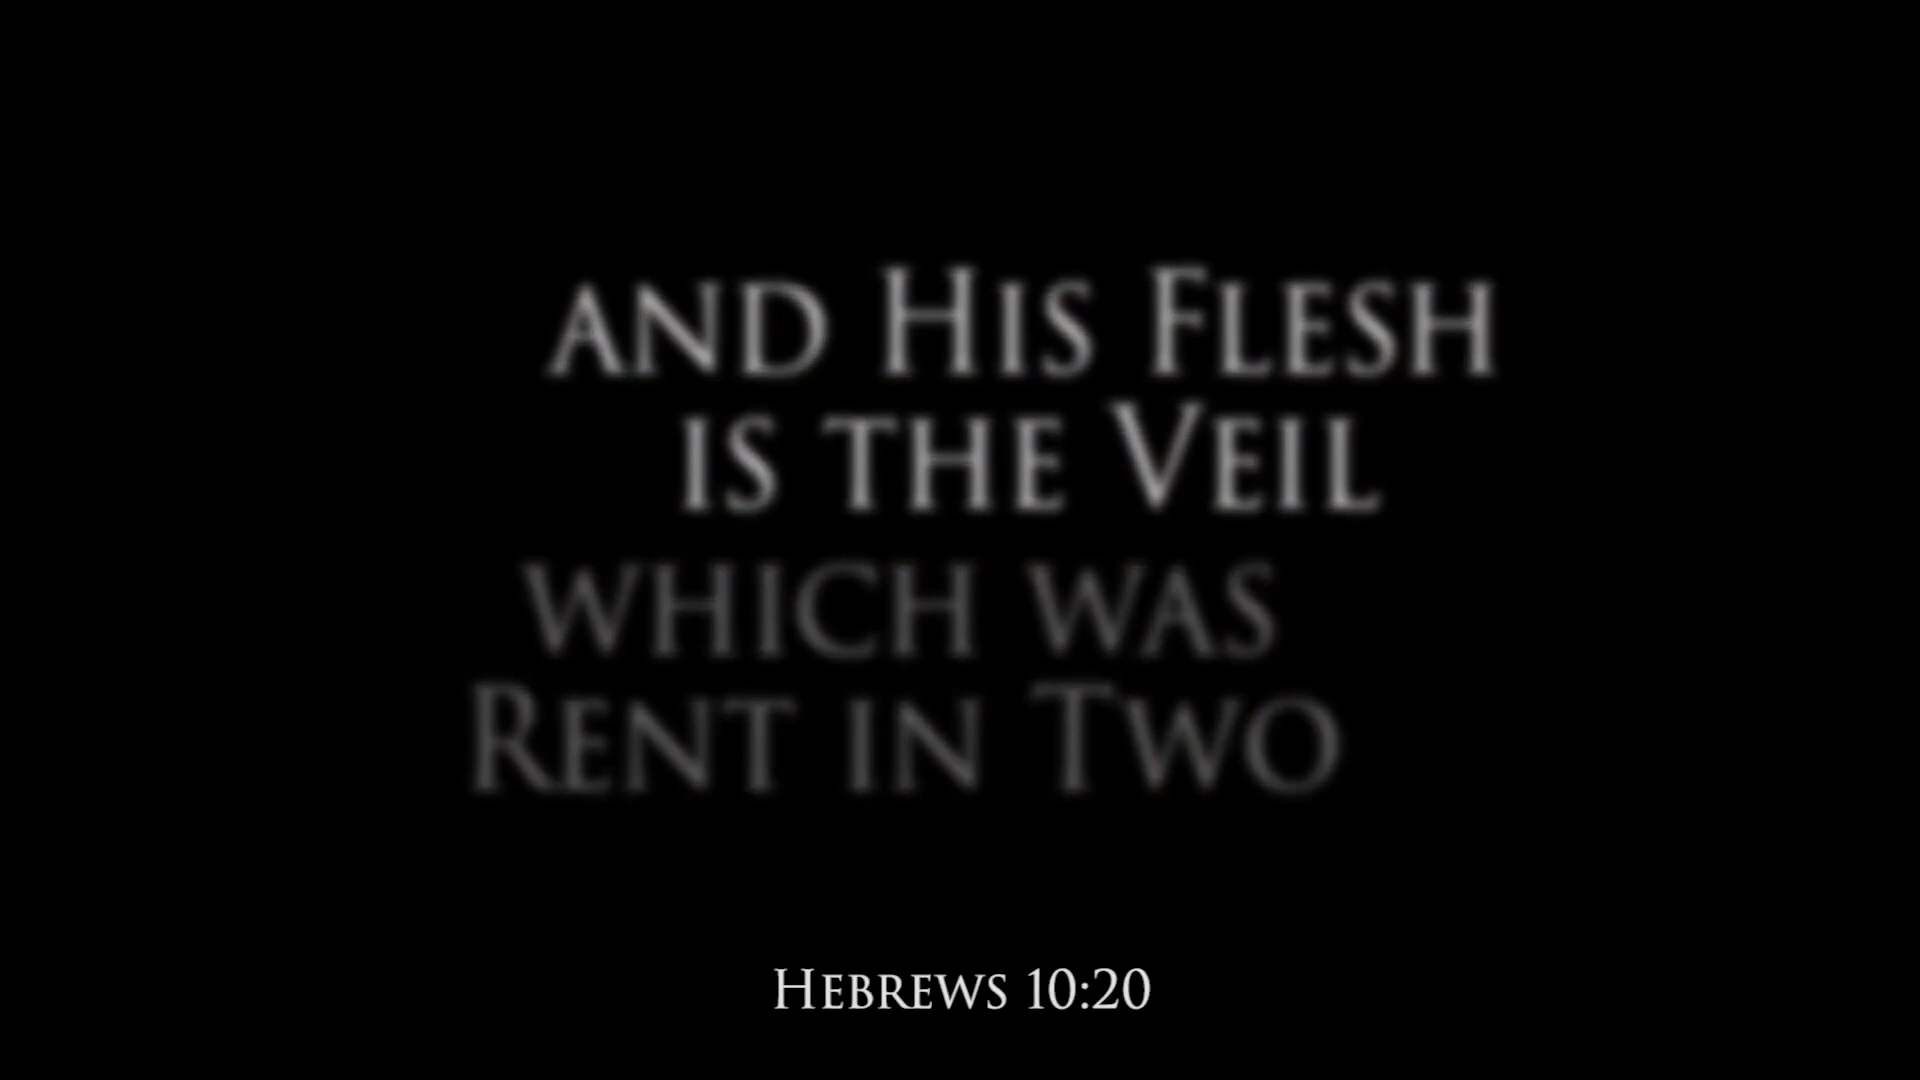 and His Flesh
is the Veil
which was
Rent in Two
Hebrews 10:20